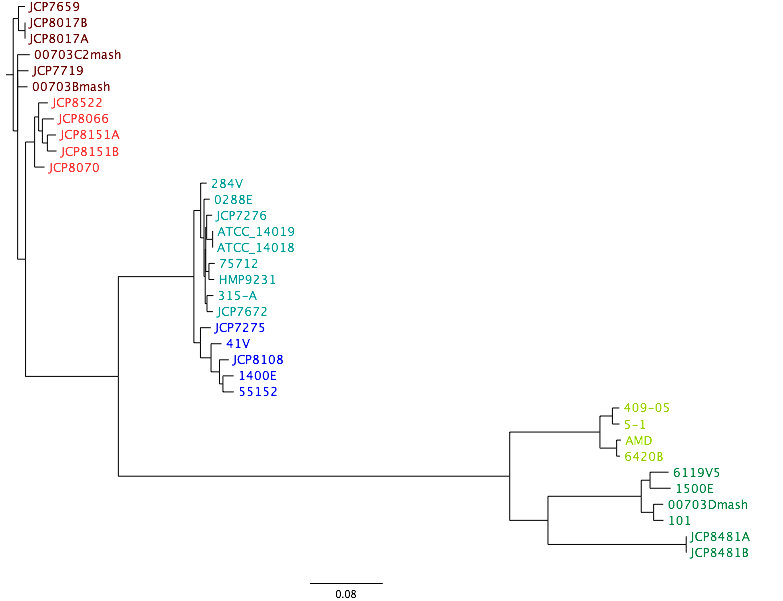 JCP7659
JCP8017B
JCP8017A
00703C2mash
JCP7719
00703Bmash
JCP8522
JCP8066
JCP8151A
JCP8151B
JCP8070
284V
0288E
JCP7276
ATCC_14019
ATCC_14018
75712
HMP9231
315-A
JCP7672
JCP7275
41V
JCP8108
1400E
55152
409-05
5-1
AMD
6420B
6119V5
1500E
00703Dmash
101
JCP8481A
JCP8481B
0.08